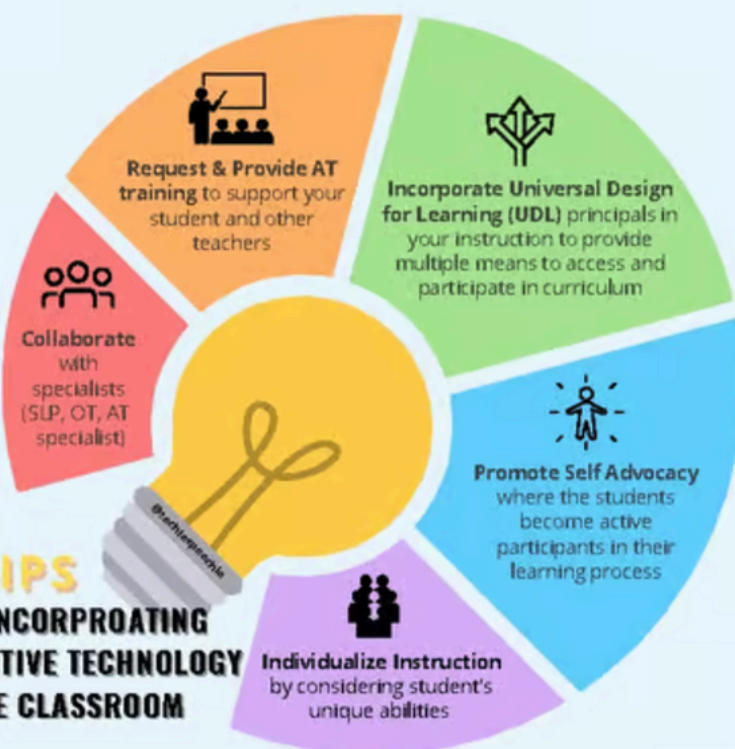 Request & Provide AT
training to support your
student and other
teachers
Incorporate Universal Design
for Learning (UDL) principals in
your instruction to provide
multiple means to access and
participate in curriculum
Collaborate
with
specialists
(SLP, OT, AT
specialist)
Promote Self Advocacy
where the students
become active
participants in their
learning process
Individualize Instruction
by considering student's
unique abilities
@techiespeechie
IPS
NCORPROATING
TIVE TECHNOLOGY
E CLASSROOM